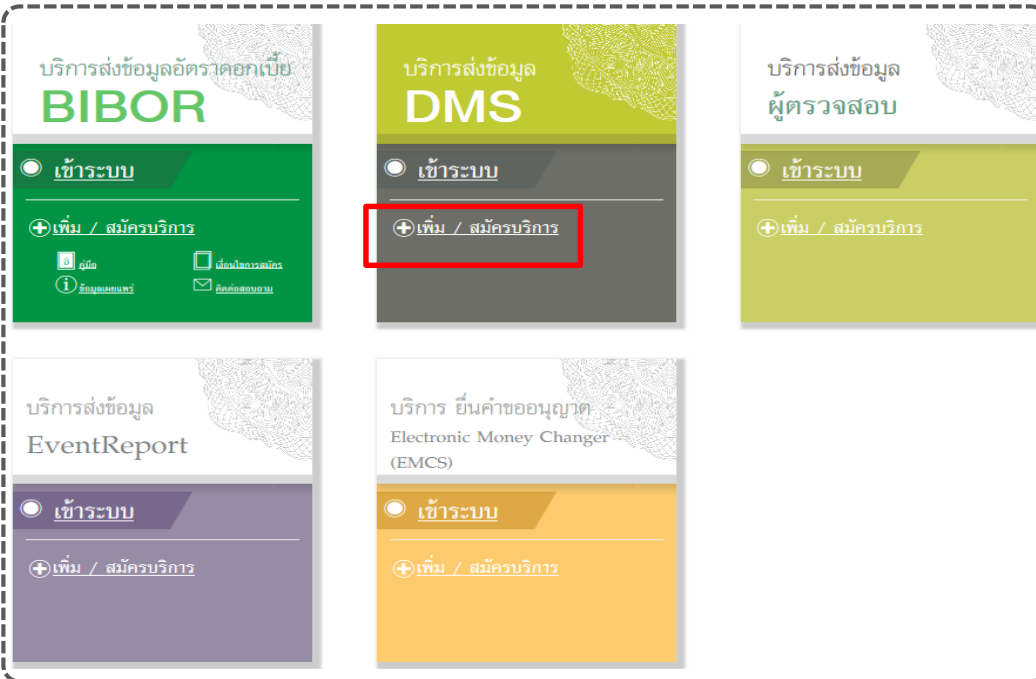 บริการส่งข้อมูลอัตราดอกเบี้ย
BIBOR
เข้าระบบ
เพิ่ม / สมัครบริการ
คู่มือ
เงื่อนไขการสมัคร
ข้อมูลเผยแพร่
ติดต่อสอบถาม
บริการส่งข้อมูล
DMS
เข้าระบบ
เพิ่ม / สมัครบริการ
บริการส่งข้อมูล
ผู้ตรวจสอบ
เข้าระบบ
เพิ่ม / สมัครบริการ
บริการส่งข้อมูล
EventReport
เข้าระบบ
เพิ่ม / สมัครบริการ
บริการ ยื่นคำขออนุญาต
Electronic Money Changer
(EMCS)
เข้าระบบ
เพิ่ม / สมัครบริการ